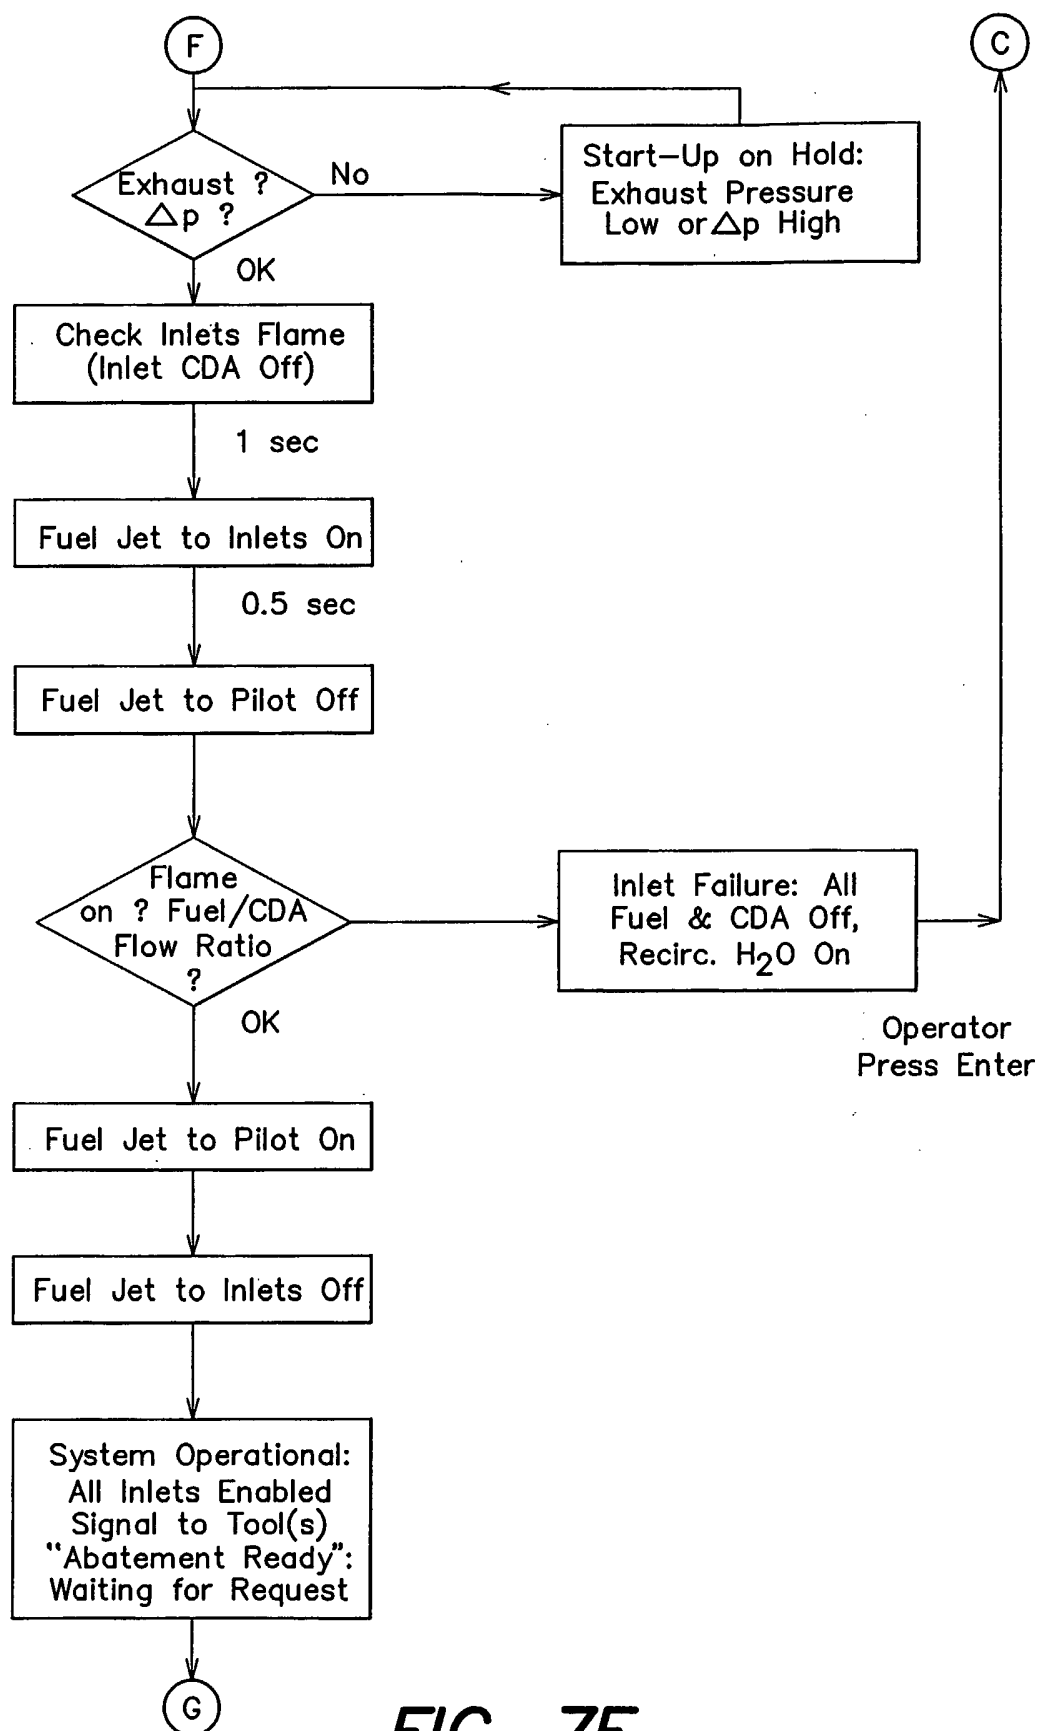 F
C
Exhaust ?
Δp ?
No
Start-Up on Hold:
Exhaust Pressure
Low or Δp High
OK
Check Inlets Flame
(Inlet CDA Off)
1 sec
Fuel Jet to Inlets On
0.5 sec
Fuel Jet to Pilot Off
Flame
on ? Fuel/CDA
Flow Ratio
?
Inlet Failure: All
Fuel & CDA Off,
Recirc. H2O On
OK
Operator
Press Enter
Fuel Jet to Pilot On
Fuel Jet to Inlets Off
System Operational:
All Inlets Enabled
Signal to Tool(s)
"Abatement Ready":
Waiting for Request
G